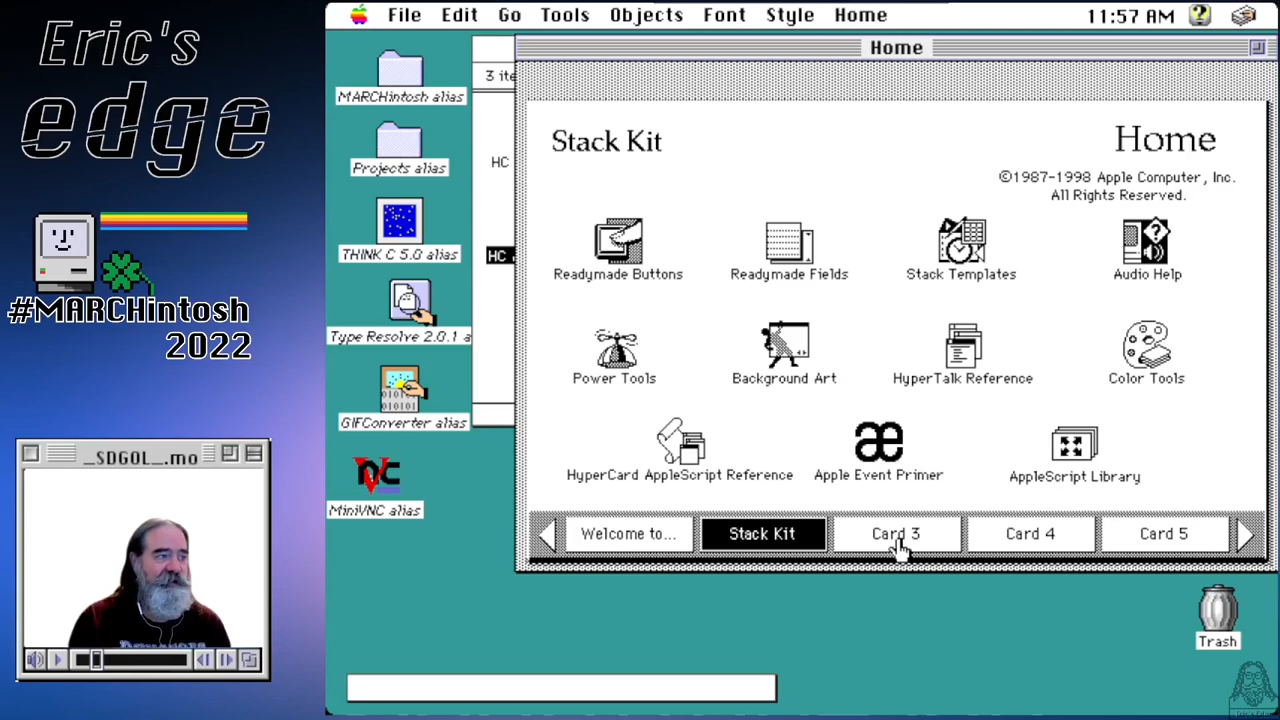 Eric's
edge
#MARCHintosh
2022
_SDGOL_.mo
File Edit Go Tools Objects Font Style Home 11:57 AM
MARCHintosh alias
Projects alias
THINK C 5.0 alias
Type Resolve 2.0.1 a
GIFConverter alias
MiniVNC alias
3 ite
HC
HC
Home
Stack Kit
Home
©1987-1998 Apple Computer, Inc.
All Rights Reserved.
Readymade Buttons
Readymade Fields
Stack Templates
Audio Help
Power Tools
Background Art
HyperTalk Reference
Color Tools
HyperCard AppleScript Reference
æ
Apple Event Primer
AppleScript Library
Welcome to... Stack Kit Card 3 Card 4 Card 5
Trash